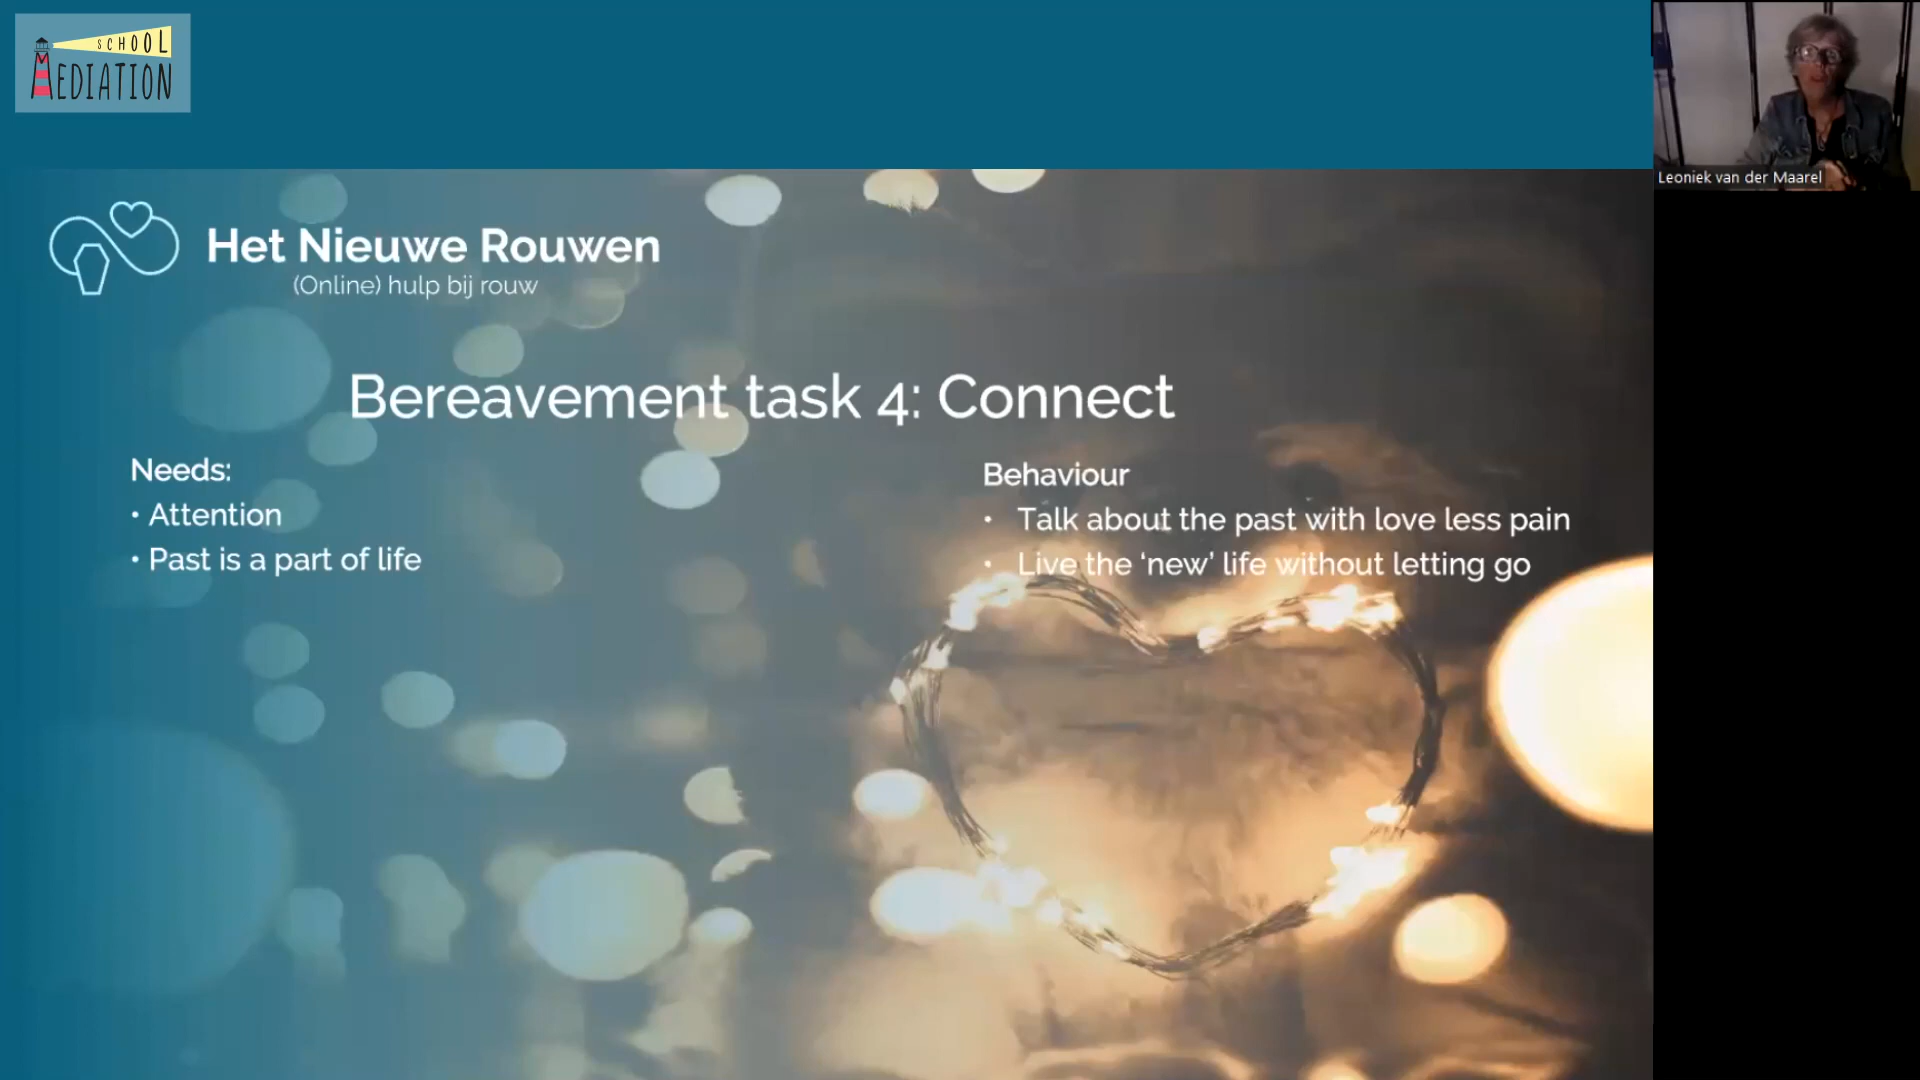 SCHOOL
MEDIATION
Leoniek van der Maarel
Het Nieuwe Rouwen
(Online) hulp bij rouw
Bereavement task 4: Connect
Needs:
• Attention
• Past is a part of life
Behaviour
• Talk about the past with love less pain
• Live the ‘new’ life without letting go